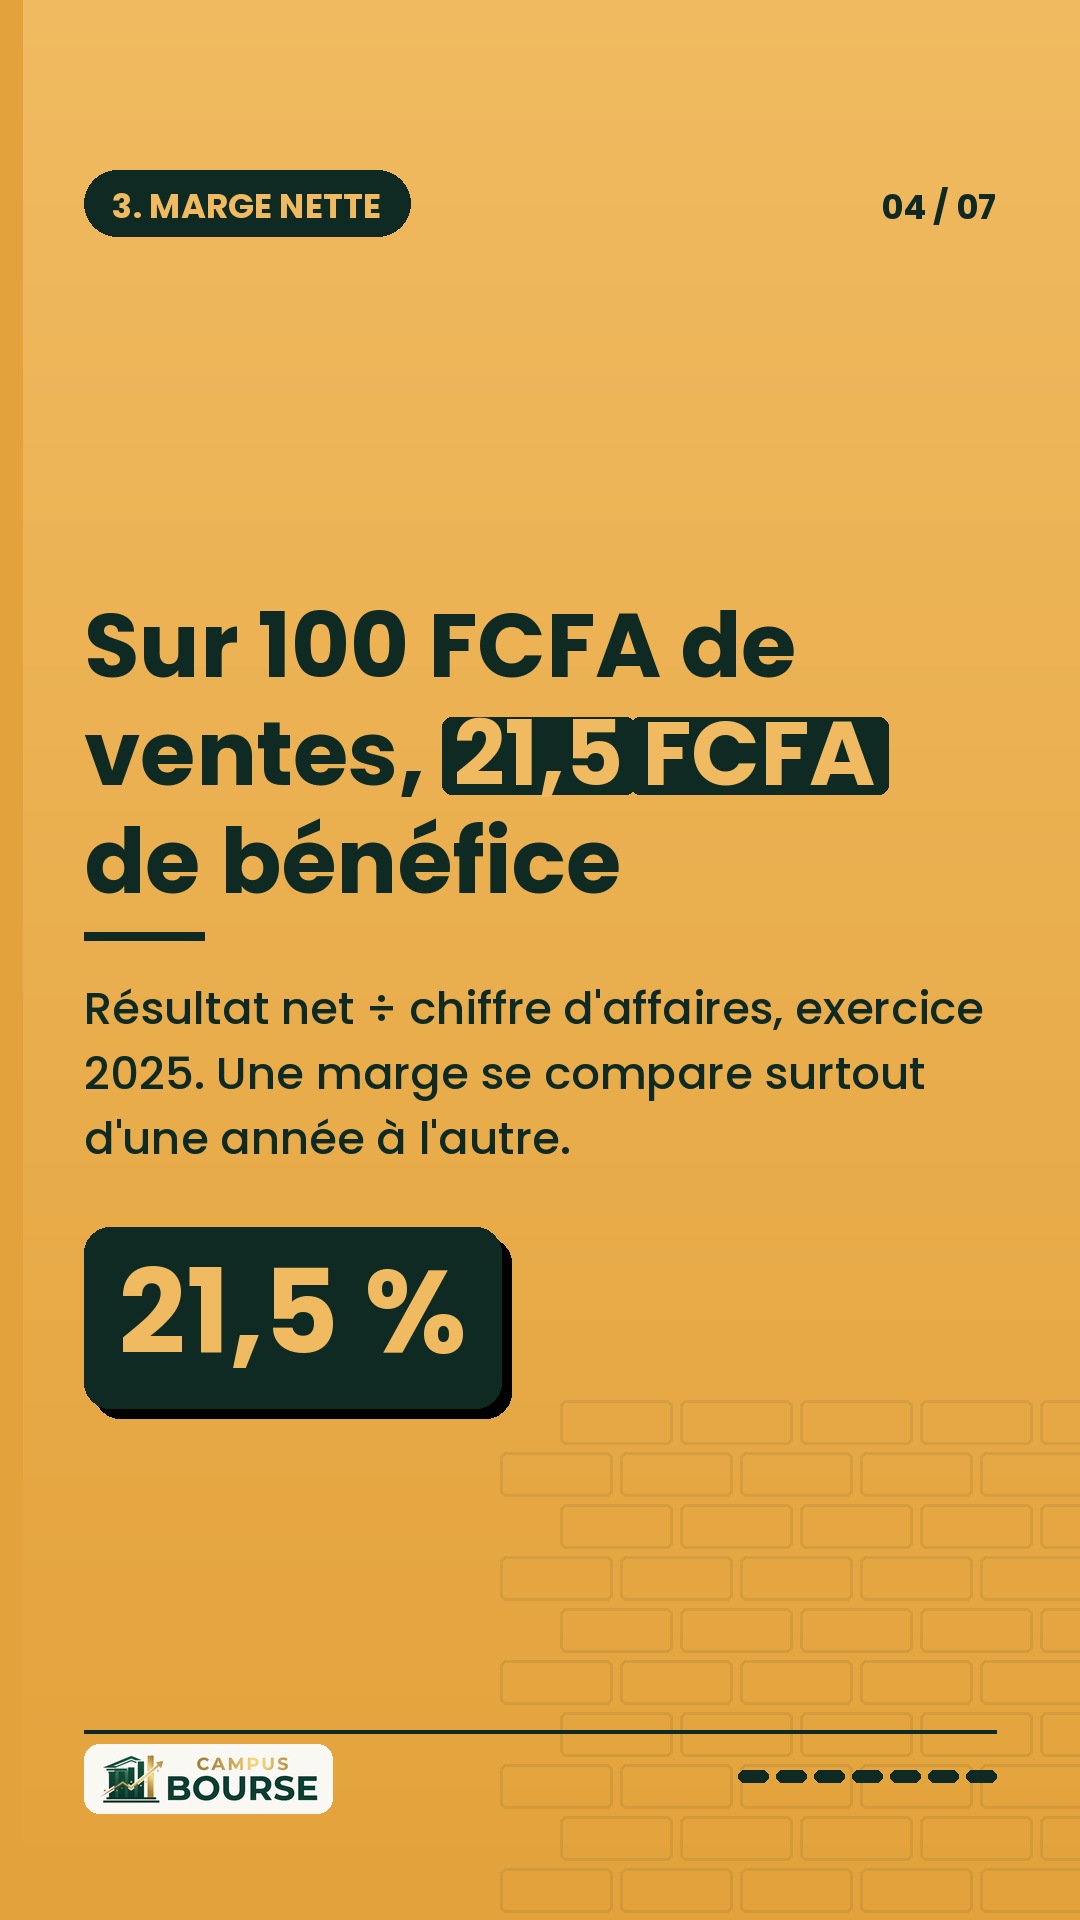 3. MARGE NETTE
04 / 07
Sur 100 FCFA de
ventes, 21,5 FCFA
de bénéfice
Résultat net ÷ chiffre d'affaires, exercice
2025. Une marge se compare surtout
d'une année à l'autre.
21,5 %
CAMPUS
BOURSE